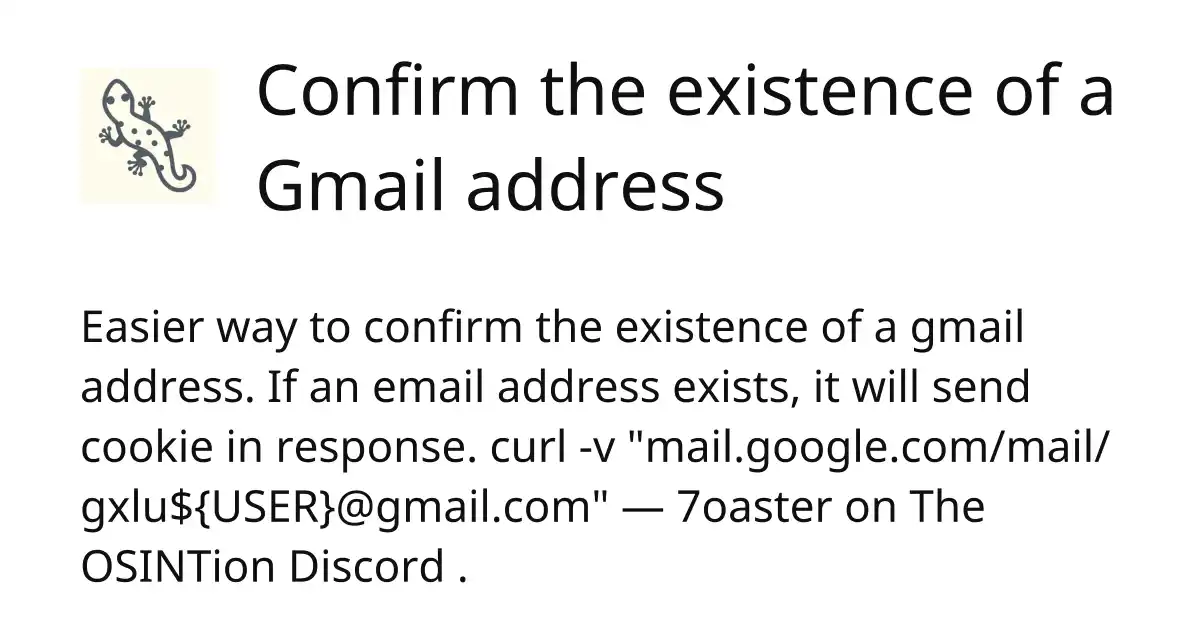 Confirm the existence of a
Gmail address
Easier way to confirm the existence of a gmail
address. If an email address exists, it will send
cookie in response. curl -v "mail.google.com/mail/
gxlu${USER}@gmail.com" — 7oaster on The
OSINTion Discord .